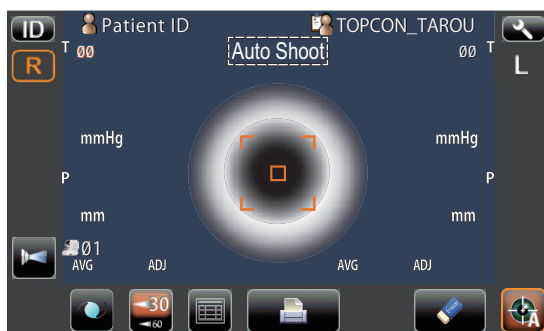 ID Patient ID TOPCON_TAROU
R T 00 Auto Shoot 00 T L
mmHg mmHg
P P
mm mm
01
AVG ADJ AVG ADJ
30
60
A